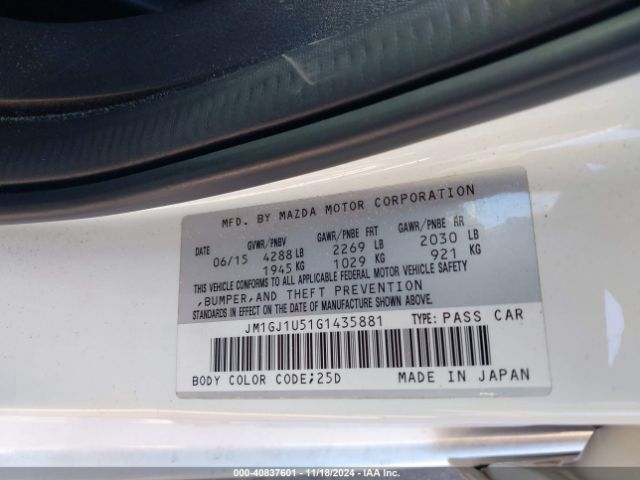 MFD. BY MAZDA MOTOR CORPORATION
DATE GVWR/PNBV GAWR/PNBE FRT GAWR/PNBE RR
06/15 4288 LB 2269 LB 2030 LB
1945 KG 1029 KG 921 KG
THIS VEHICLE CONFORMS TO ALL APPLICABLE FEDERAL MOTOR VEHICLE SAFETY
,BUMPER,AND THEFT PREVENTION
STANDARDS IN EFFECT ON THE DATE OF MANUFACTURE SHOWN ABOVE.
JM1GJ1U51G1435881 TYPE: PASS CAR
BODY COLOR CODE;25D MADE IN JAPAN
000-40837601 - 11/18/2024 - IAA Inc.